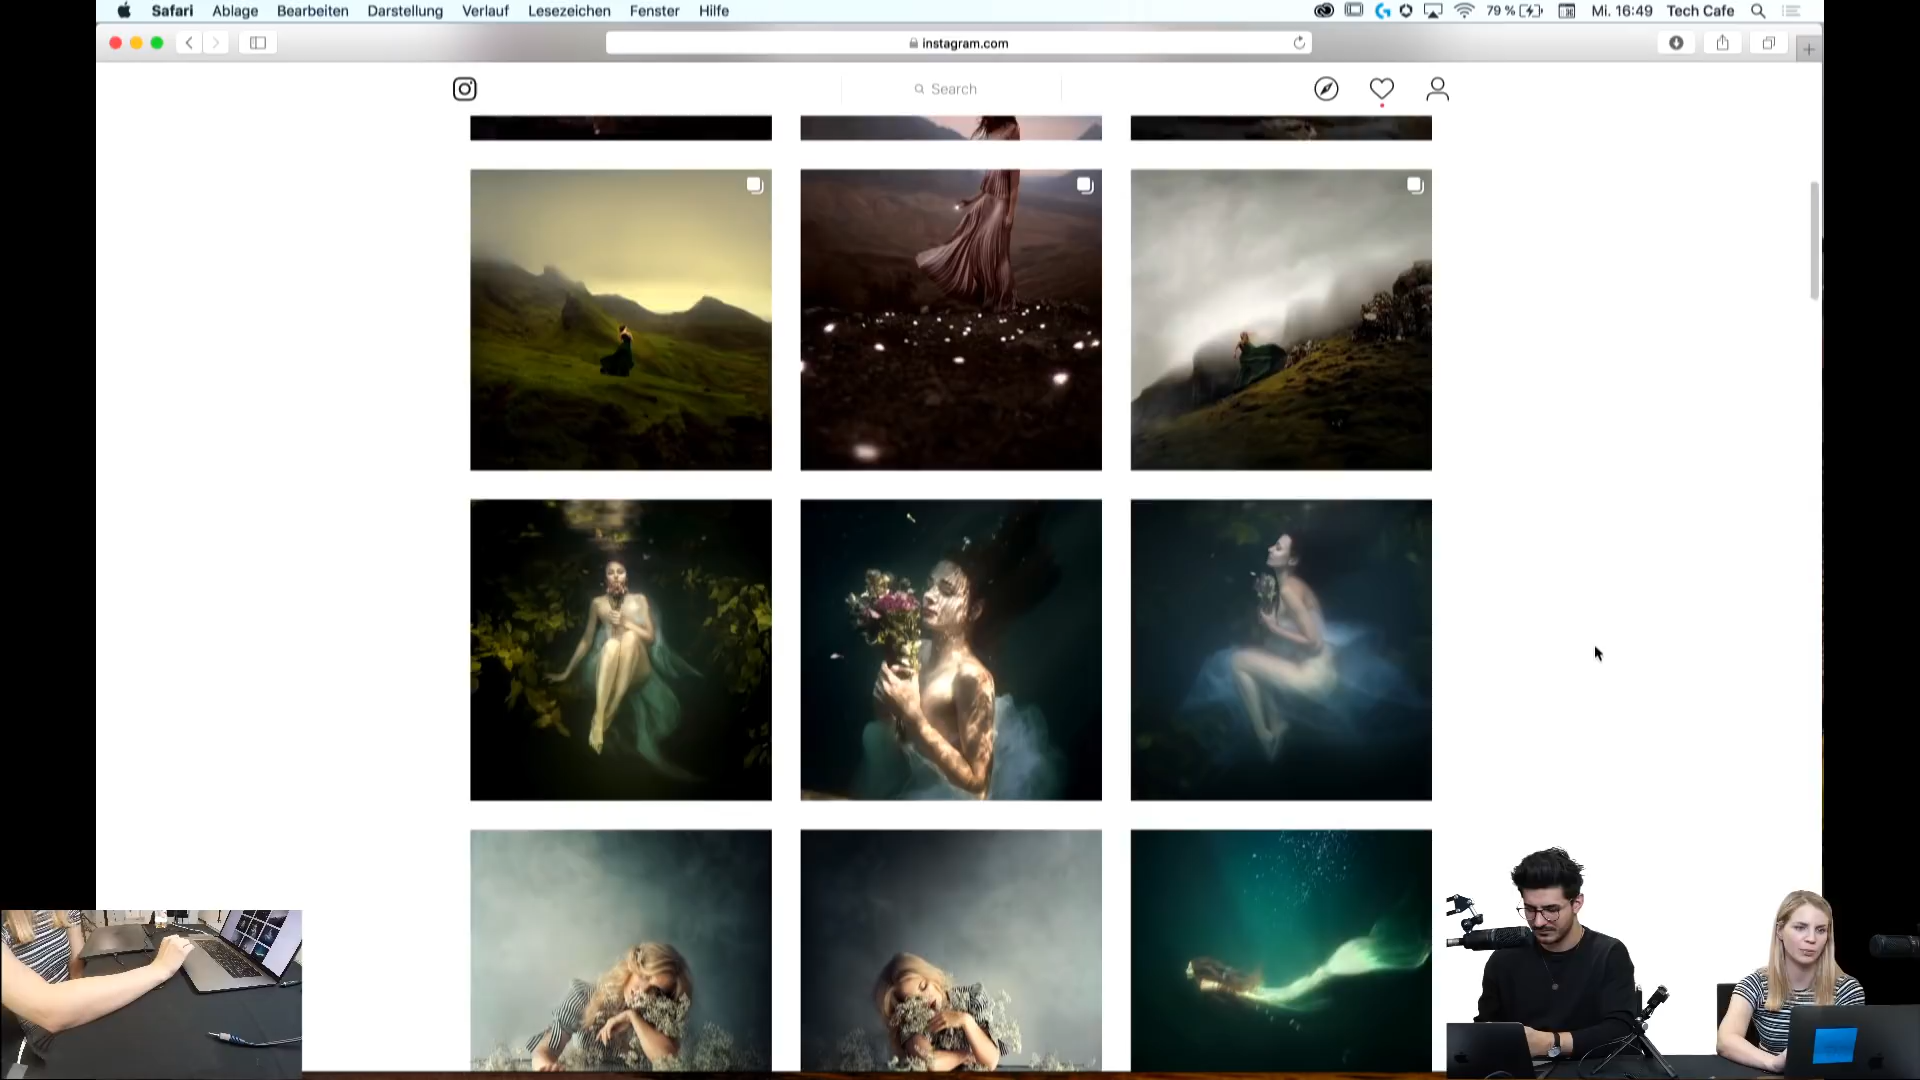 Safari Ablage Bearbeiten Darstellung Verlauf Lesezeichen Fenster Hilfe 79 % Mi. 16:49 Tech Cafe
instagram.com
Search